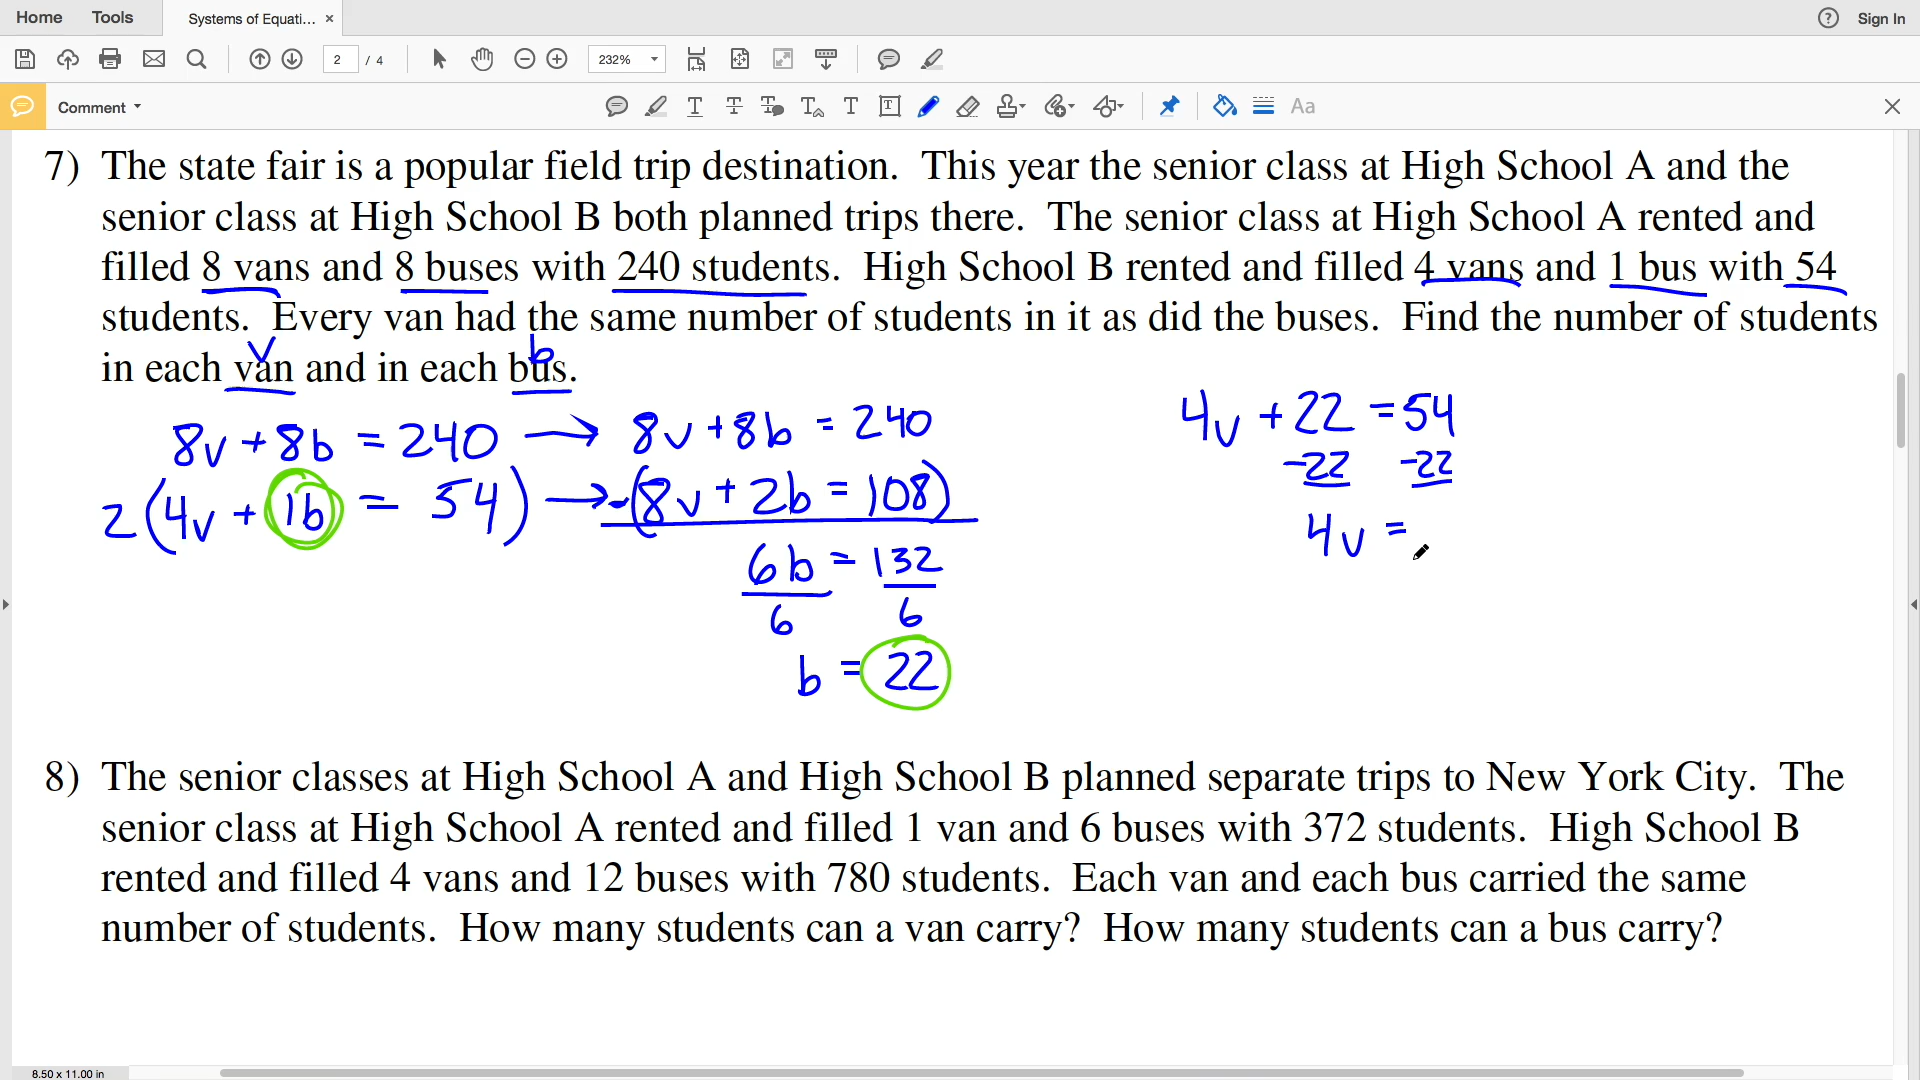 Home Tools Systems of Equati... × ? Sign In
2 / 4 232%
Comment T T T T T T Aa
7) The state fair is a popular field trip destination. This year the senior class at High School A and the
senior class at High School B both planned trips there. The senior class at High School A rented and
filled 8 vans and 8 buses with 240 students. High School B rented and filled 4 vans and 1 bus with 54
students. Every van had the same number of students in it as did the buses. Find the number of students
v b
in each van and in each bus.
8v + 8b = 240 → 8v + 8b = 240
2(4v + 1b = 54) → -(8v + 2b = 108)
6b = 132
6 6
b = 22
4v + 22 = 54
-22 -22
4v =
8) The senior classes at High School A and High School B planned separate trips to New York City. The
senior class at High School A rented and filled 1 van and 6 buses with 372 students. High School B
rented and filled 4 vans and 12 buses with 780 students. Each van and each bus carried the same
number of students. How many students can a van carry? How many students can a bus carry?
8.50 x 11.00 in